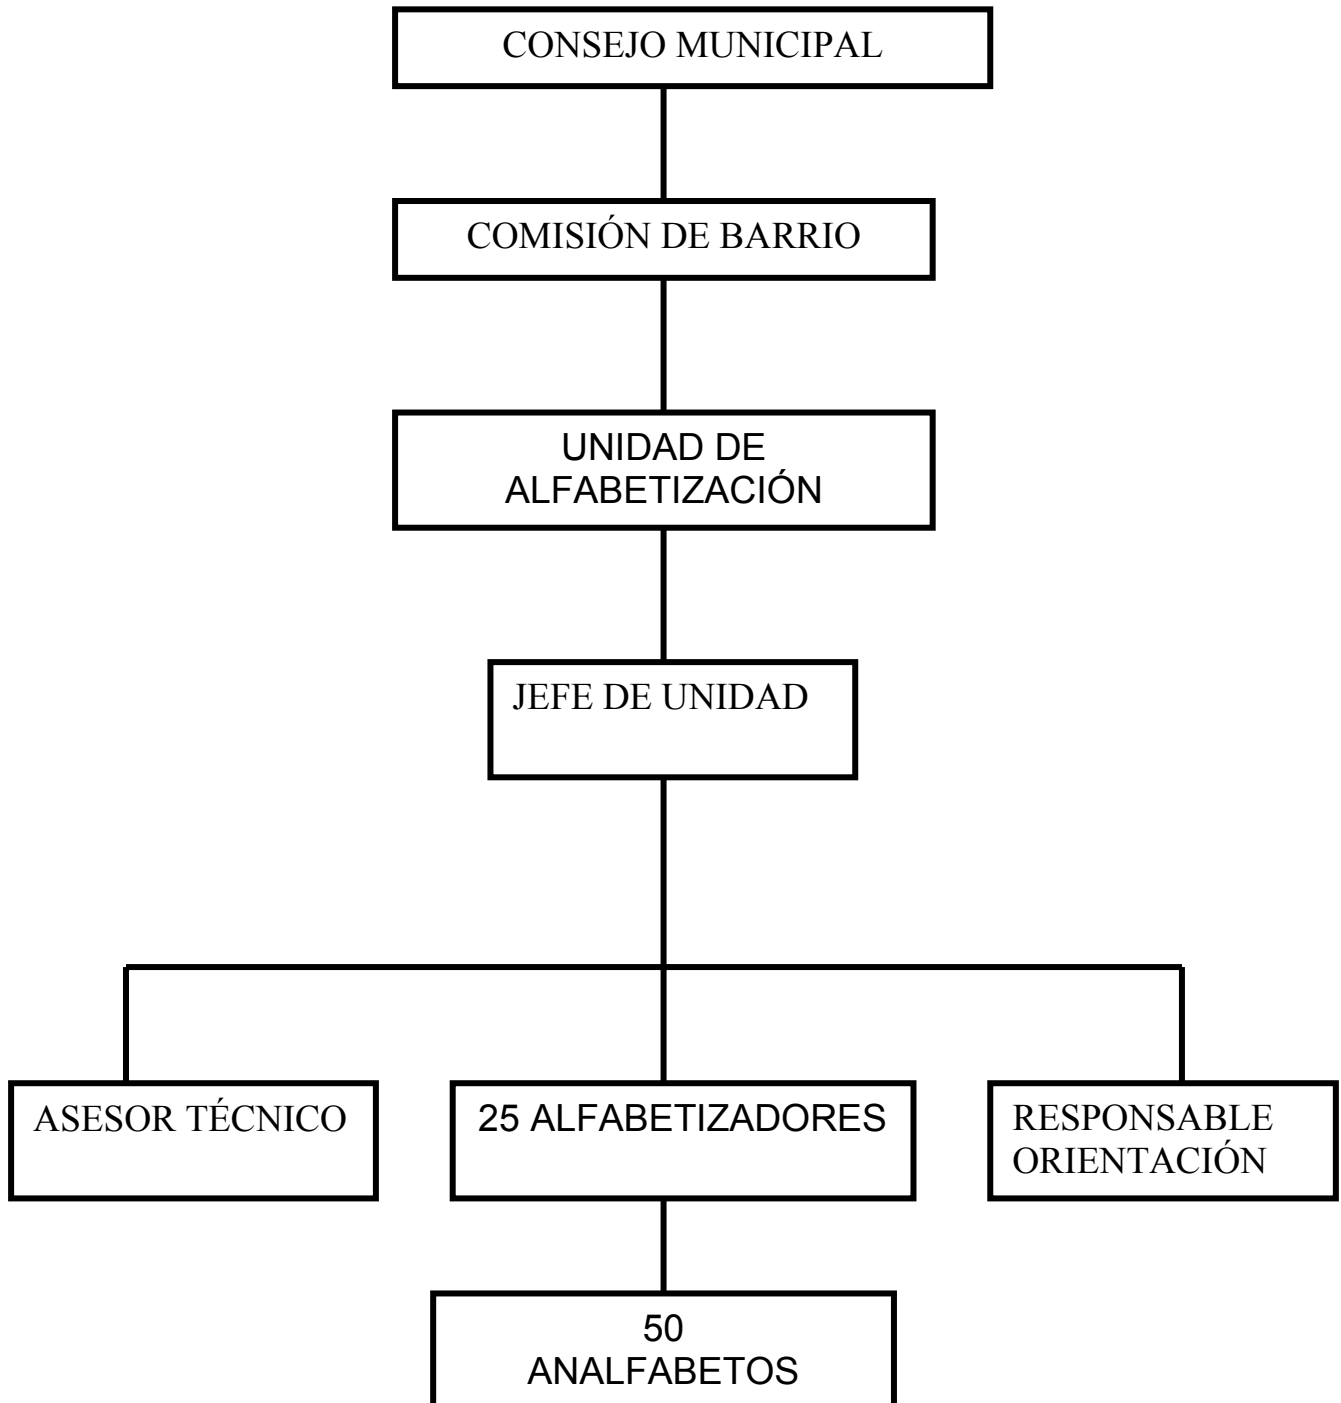 CONSEJO MUNICIPAL
COMISIÓN DE BARRIO
UNIDAD DE
ALFABETIZACIÓN
JEFE DE UNIDAD
ASESOR TÉCNICO
25 ALFABETIZADORES
RESPONSABLE
ORIENTACIÓN
50
ANALFABETOS